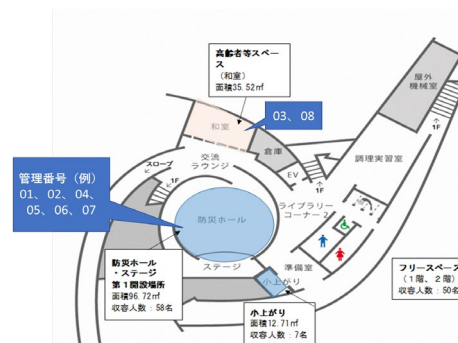 高齢者等スペー
ス
（和室）
面積35.52㎡
屋外
機械室
03、08
和室
倉庫
1F
スロープ
1F
交流
ラウンジ
EV
1F
調理実習室
管理番号（例）
01、02、04、
05、06、07
ライブラリー
コーナー２
防災ホール
ステージ
準備室
小上がり
防災ホール
・ステージ
第１開設場所
面積96.72㎡
収容人数：58名
フリースペース
（１階、２階）
収容人数：50名
小上がり
面積12.71㎡
収容人数：7名